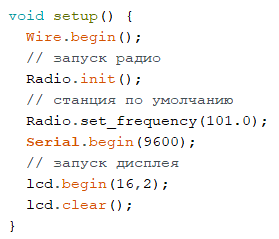 void setup() {
  Wire.begin();
  // запуск радио
  Radio.init();
  // станция по умолчанию
  Radio.set_frequency(101.0);
  Serial.begin(9600);
  // запуск дисплея
  lcd.begin(16,2);
  lcd.clear();
}